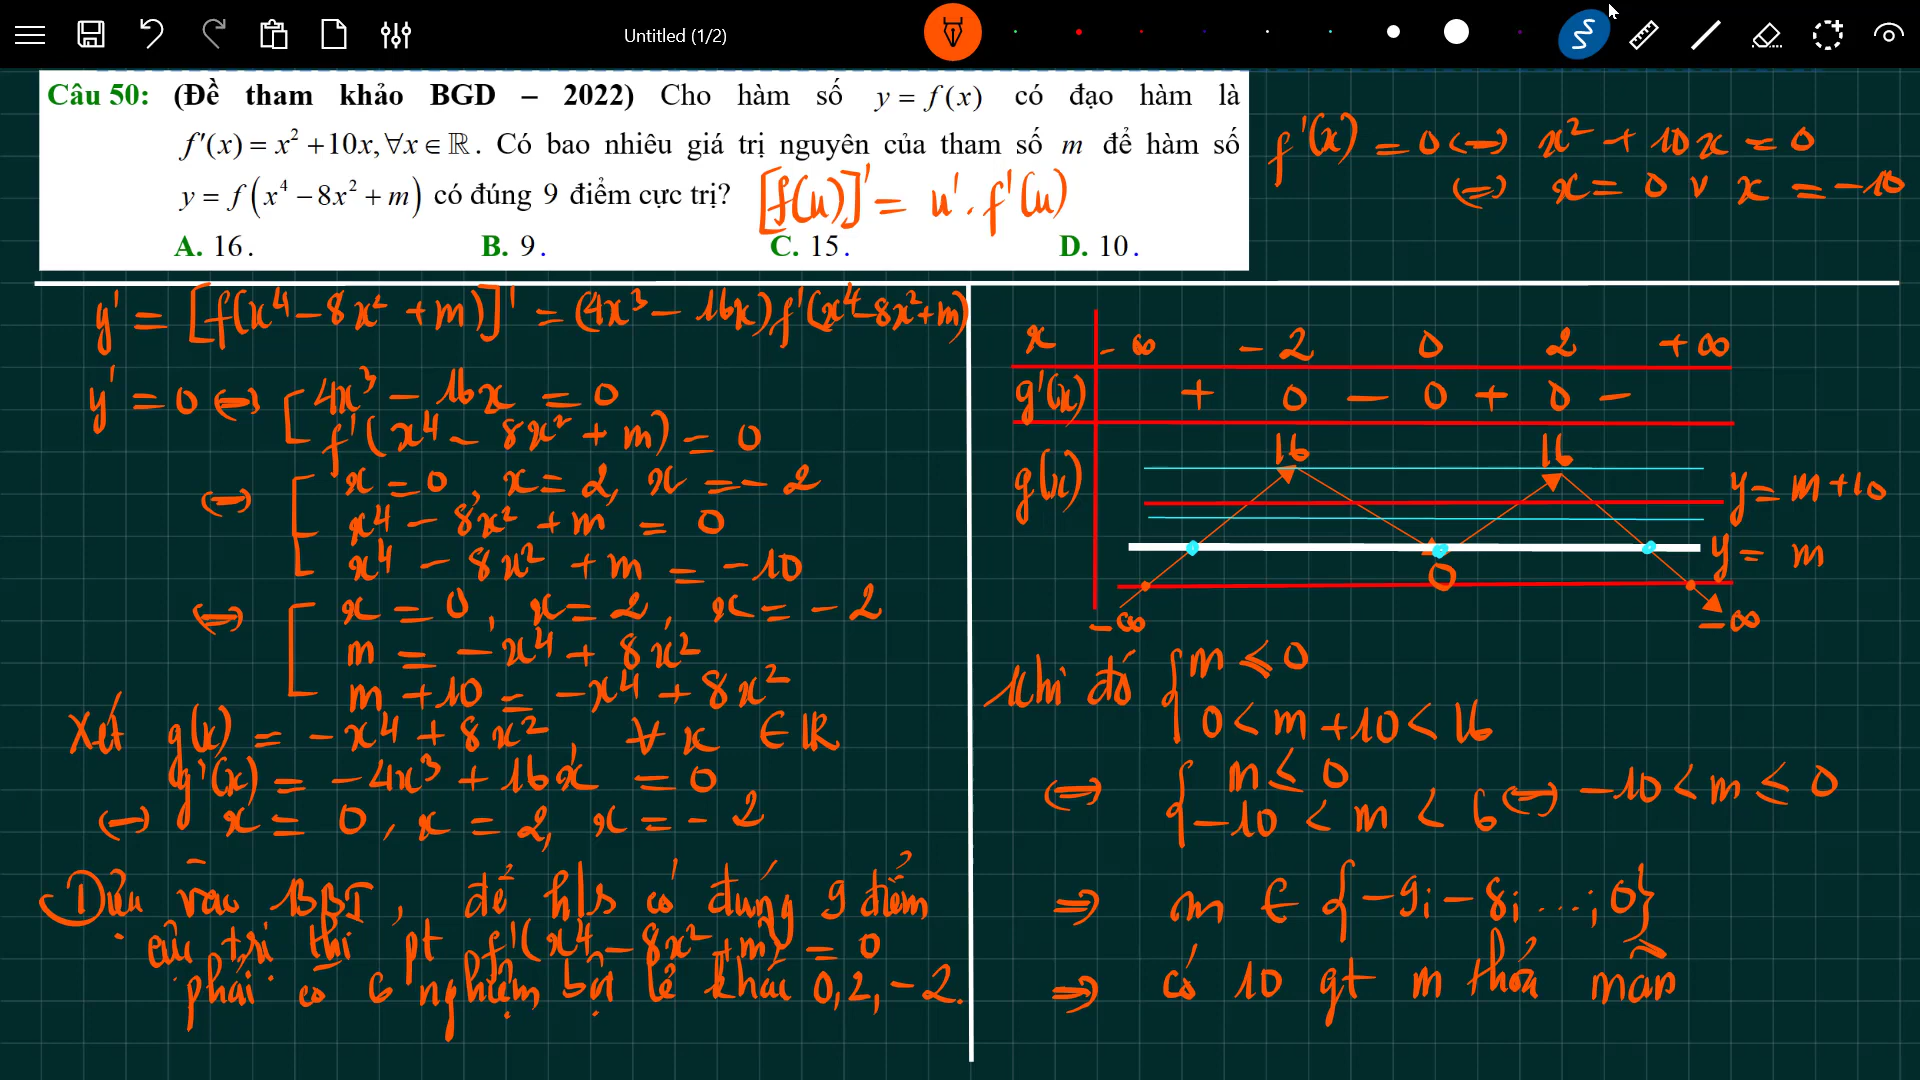 Untitled (1/2)
Câu 50: (Đề tham khảo BGD – 2022) Cho hàm số y = f(x) có đạo hàm là
f'(x) = x² + 10x, ∀x ∈ ℝ. Có bao nhiêu giá trị nguyên của tham số m để hàm số
y = f(x⁴ − 8x² + m) có đúng 9 điểm cực trị?
[f(u)]' = u'. f'(u)
A. 16. B. 9. C. 15. D. 10.
f'(x) = 0 ⇔ x² + 10x = 0
⇔ x = 0 v x = −10
y' = [f(x⁴ − 8x² + m)]' = (4x³ − 16x).f'(x⁴−8x²+m)
y' = 0 ⇔ [ 4x³ − 16x = 0
f'(x⁴ − 8x² + m) = 0
⇔ [ x = 0, x = 2, x = −2
x⁴ − 8x² + m = 0
x⁴ − 8x² + m = −10
⇔ [ x = 0, x = 2, x = −2
m = −x⁴ + 8x²
m + 10 = −x⁴ + 8x²
Xét g(x) = −x⁴ + 8x², ∀x ∈ ℝ
g'(x) = −4x³ + 16x = 0
⇔ x = 0, x = 2, x = −2
Dựa vào BBT, để h/s có đúng 9 điểm
cực trị thì pt f'(x⁴ − 8x² + m) = 0
phải có 6 nghiệm bội lẻ khác 0, 2, −2.
x −∞ −2 0 2 +∞
g'(x) + 0 − 0 + 0 −
16 16
g(x) y = m+10
y = m
0
−∞ −∞
Khi đó { m ≤ 0
0 < m + 10 < 16
⇔ { m ≤ 0
−10 < m < 6 ⇔ −10 < m ≤ 0
⇒ m ∈ {−9; −8; ...; 0}
⇒ có 10 gt m thỏa mãn